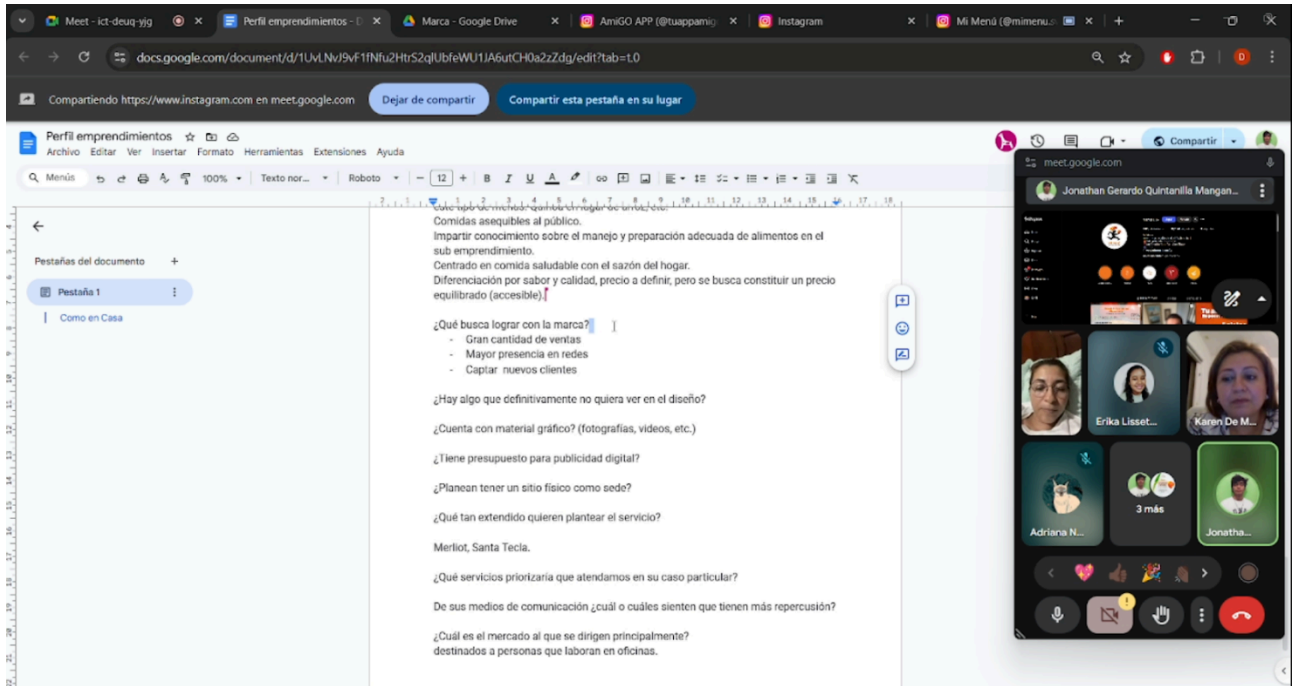 Meet - ict-deuq-yjg
Perfil emprendimientos - D
Marca - Google Drive
AmiGO APP (@tuappamig
Instagram
Mi Menú (@mimenu.s
docs.google.com/document/d/1UvLNvJ9vF1fNfu2HtrS2qlUbfeWU1JA6utCH0a2zZdg/edit?tab=t.0
Compartiendo https://www.instagram.com en meet.google.com
Dejar de compartir
Compartir esta pestaña en su lugar
Perfil emprendimientos
Archivo Editar Ver Insertar Formato Herramientas Extensiones Ayuda
Compartir
Menús
100%
Texto nor...
Roboto
12
Pestañas del documento
Pestaña 1
Como en Casa
Comidas asequibles al público.
Impartir conocimiento sobre el manejo y preparación adecuada de alimentos en el
sub emprendimiento.
Centrado en comida saludable con el sazón del hogar.
Diferenciación por sabor y calidad, precio a definir, pero se busca constituir un precio
equilibrado (accesible).
¿Qué busca lograr con la marca?
- Gran cantidad de ventas
- Mayor presencia en redes
- Captar nuevos clientes
¿Hay algo que definitivamente no quiera ver en el diseño?
¿Cuenta con material gráfico? (fotografías, videos, etc.)
¿Tiene presupuesto para publicidad digital?
¿Planean tener un sitio físico como sede?
¿Qué tan extendido quieren plantear el servicio?
Merliot, Santa Tecla.
¿Qué servicios priorizaría que atendamos en su caso particular?
De sus medios de comunicación ¿cuál o cuáles sienten que tienen más repercusión?
¿Cuál es el mercado al que se dirigen principalmente?
destinados a personas que laboran en oficinas.
meet.google.com
Jonathan Gerardo Quintanilla Mangan...
Erika Lisset...
Karen De M...
Adriana N...
3 más
Jonatha...